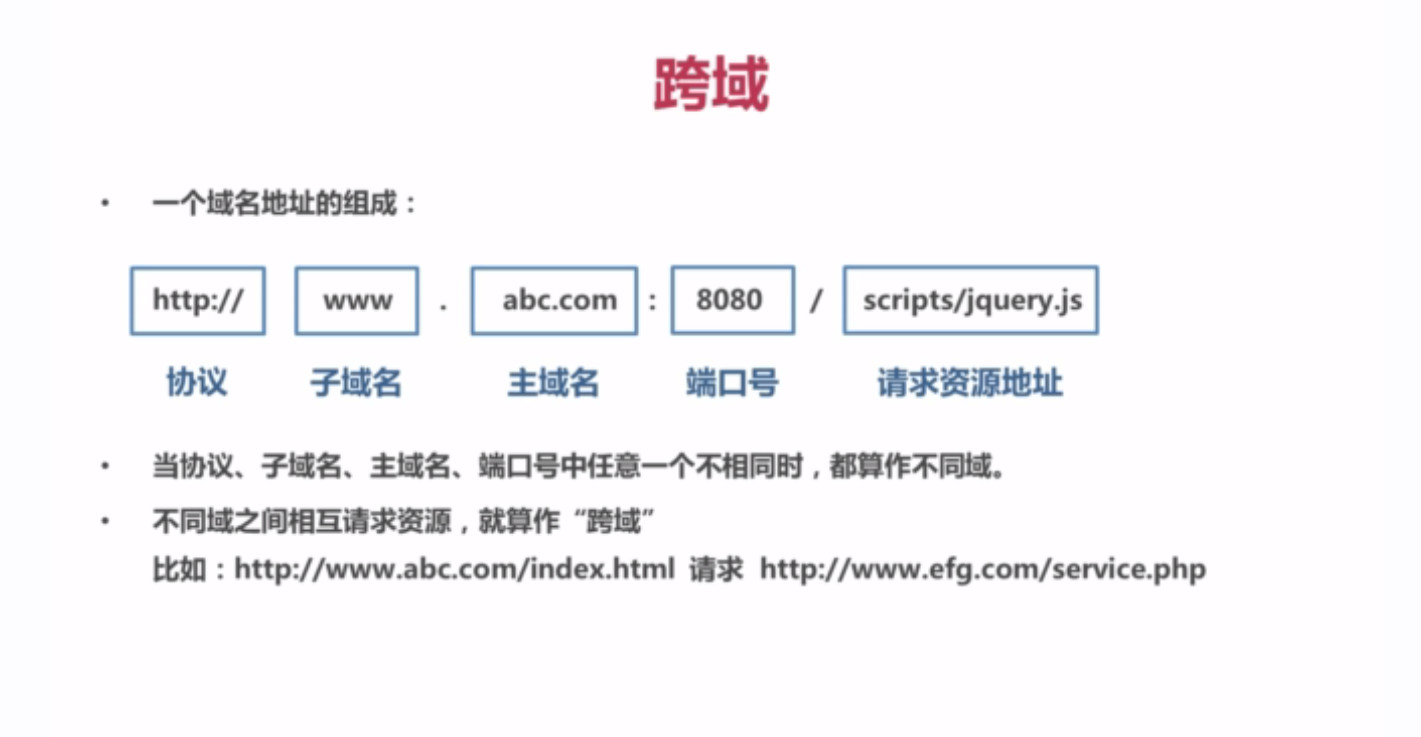 跨域
• 一个域名地址的组成：
http:// www . abc.com : 8080 / scripts/jquery.js
协议 子域名 主域名 端口号 请求资源地址
• 当协议、子域名、主域名、端口号中任意一个不相同时，都算作不同域。
• 不同域之间相互请求资源，就算作“跨域”
比如：http://www.abc.com/index.html 请求 http://www.efg.com/service.php